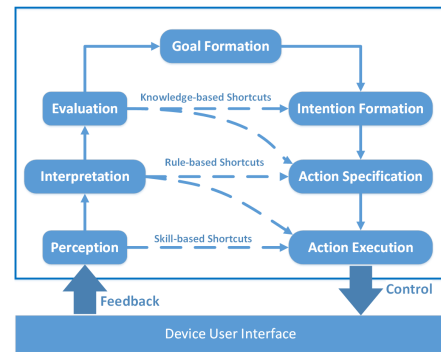 Goal Formation
Evaluation
Knowledge-based Shortcuts
Intention Formation
Interpretation
Rule-based Shortcuts
Action Specification
Perception
Skill-based Shortcuts
Action Execution
Feedback
Control
Device User Interface